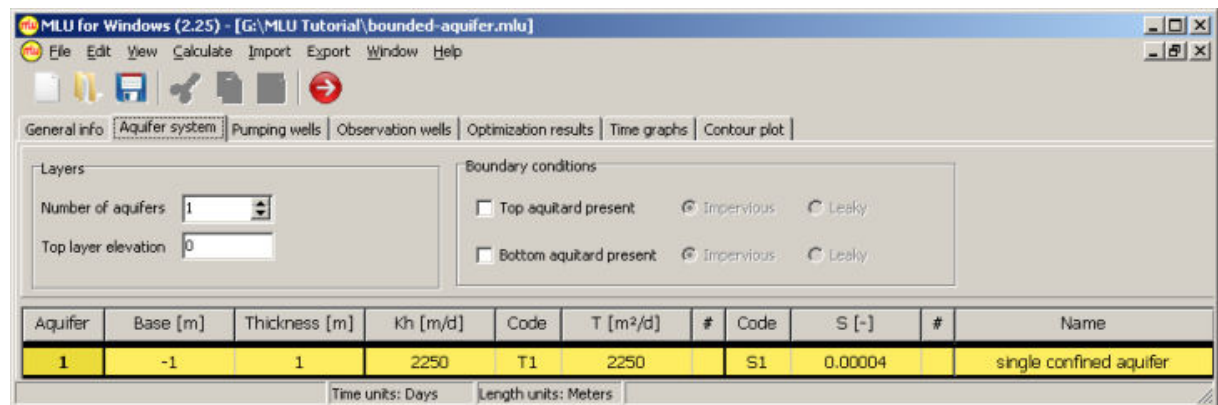 MLU for Windows (2.25) - [G:\MLU Tutorial\bounded-aquifer.mlu]
File Edit View Calculate Import Export Window Help
General info Aquifer system Pumping wells Observation wells Optimization results Time graphs Contour plot
Layers
Number of aquifers 1
Top layer elevation 0
Boundary conditions
Top aquitard present Impervious Leaky
Bottom aquitard present Impervious Leaky
Aquifer Base [m] Thickness [m] Kh [m/d] Code T [m²/d] # Code S [-] # Name
1 -1 1 2250 T1 2250 S1 0.00004 single confined aquifer
Time units: Days Length units: Meters